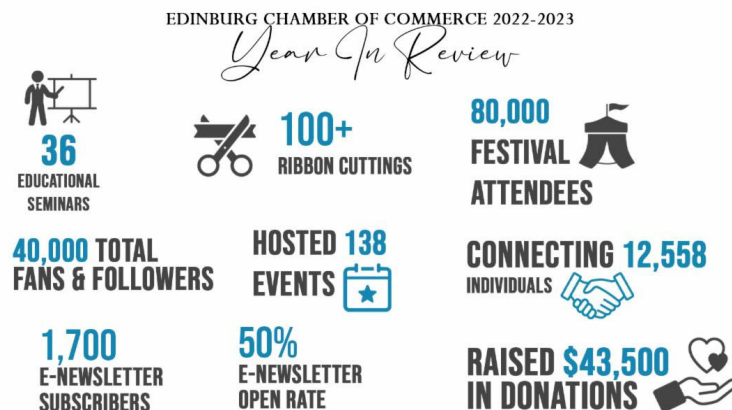 EDINBURG CHAMBER OF COMMERCE 2022-2023
Year In Review
36
EDUCATIONAL
SEMINARS
100+
RIBBON CUTTINGS
80,000
FESTIVAL
ATTENDEES
40,000 TOTAL
FANS & FOLLOWERS
HOSTED 138
EVENTS
CONNECTING 12,558
INDIVIDUALS
1,700
E-NEWSLETTER
SUBSCRIBERS
50%
E-NEWSLETTER
OPEN RATE
RAISED $43,500
IN DONATIONS